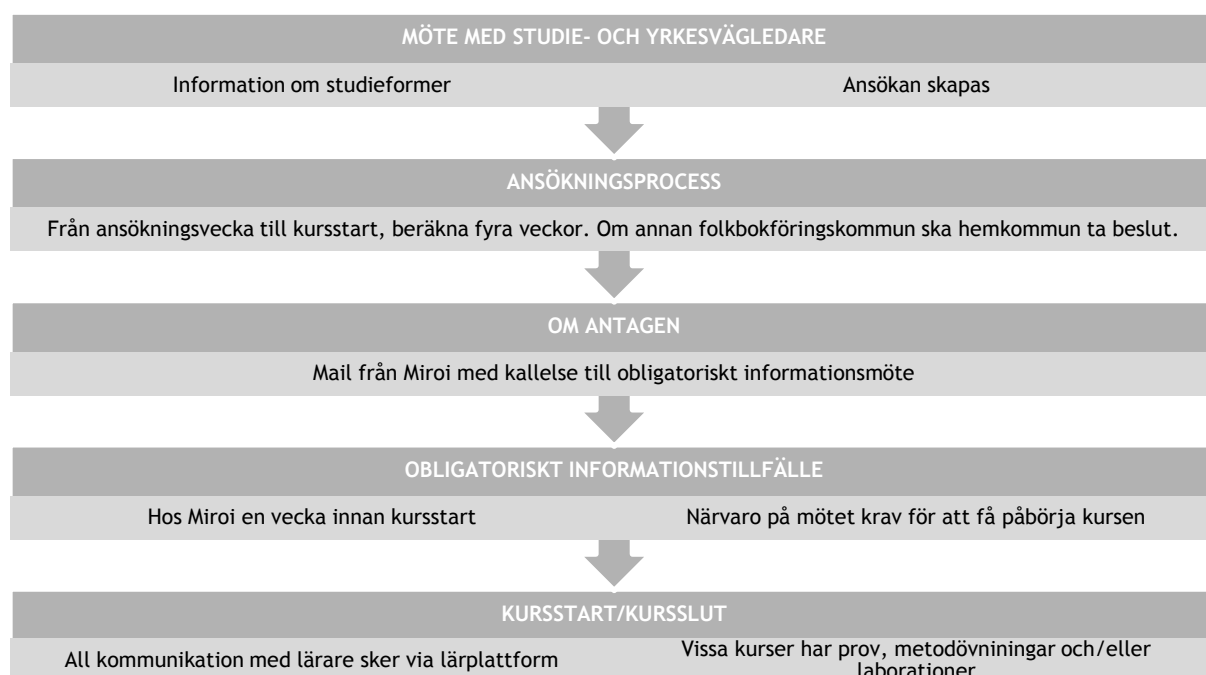 MÖTE MED STUDIE- OCH YRKESVÄGLEDARE
Information om studieformer
Ansökan skapas
ANSÖKNINGSPROCESS
Från ansökningsvecka till kursstart, beräkna fyra veckor. Om annan folkbokföringskommun ska hemkommun ta beslut.
OM ANTAGEN
Mail från Miroi med kallelse till obligatoriskt informationsmöte
OBLIGATORISKT INFORMATIONSTILLFÄLLE
Hos Miroi en vecka innan kursstart
Närvaro på mötet krav för att få påbörja kursen
KURSSTART/KURSSLUT
All kommunikation med lärare sker via lärplattform
Vissa kurser har prov, metodövniningar och/eller
laborationer